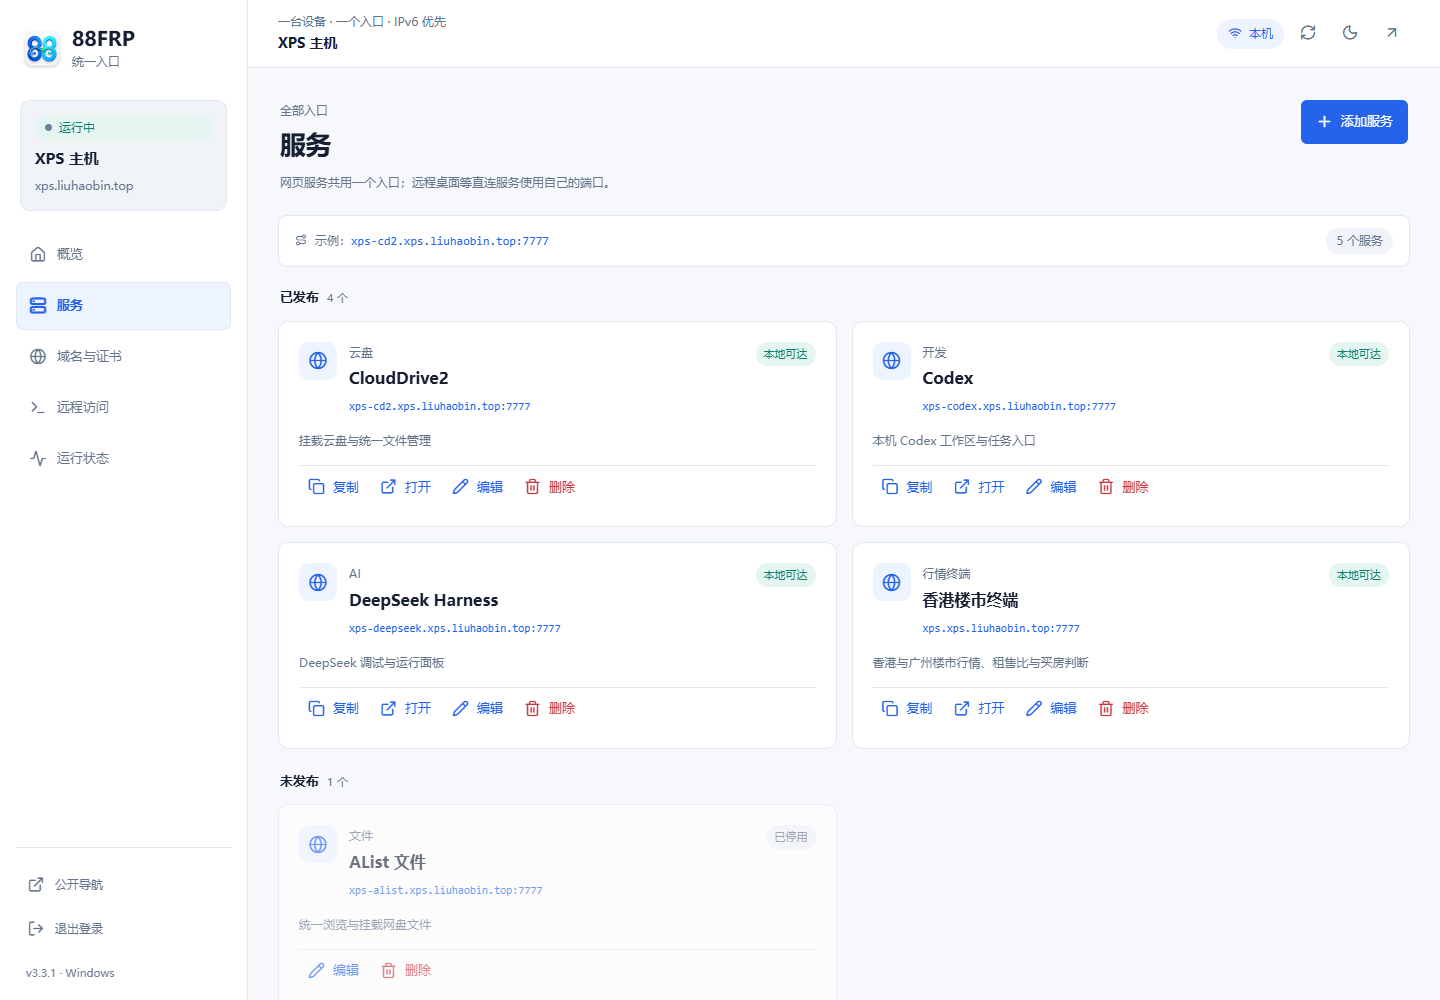 88FRP
统一入口
运行中
XPS 主机
xps.liuhaobin.top
概览
服务
域名与证书
远程访问
运行状态
公开导航
退出登录
v3.3.1 · Windows
一台设备 · 一个入口 · IPv6 优先
XPS 主机
本机
全部入口
服务
网页服务共用一个入口；远程桌面等直连服务使用自己的端口。
添加服务
示例： xps-cd2.xps.liuhaobin.top:7777
5 个服务
已发布 4 个
云盘
本地可达
CloudDrive2
xps-cd2.xps.liuhaobin.top:7777
挂载云盘与统一文件管理
复制 打开 编辑 删除
开发
本地可达
Codex
xps-codex.xps.liuhaobin.top:7777
本机 Codex 工作区与任务入口
复制 打开 编辑 删除
AI
本地可达
DeepSeek Harness
xps-deepseek.xps.liuhaobin.top:7777
DeepSeek 调试与运行面板
复制 打开 编辑 删除
行情终端
本地可达
香港楼市终端
xps.xps.liuhaobin.top:7777
香港与广州楼市行情、租售比与买房判断
复制 打开 编辑 删除
未发布 1 个
文件
已停用
AList 文件
xps-alist.xps.liuhaobin.top:7777
统一浏览与挂载网盘文件
编辑 删除